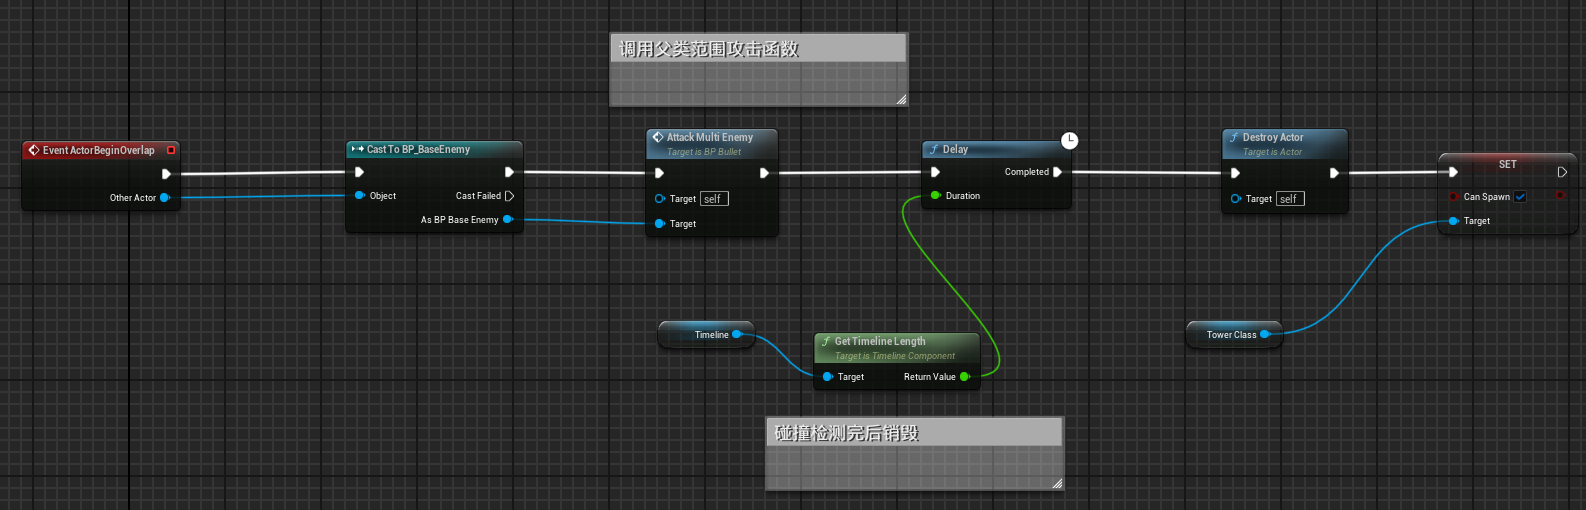 调用父类范围攻击函数
Event ActorBeginOverlap
Other Actor
Cast To BP_BaseEnemy
Object
Cast Failed
As BP Base Enemy
Attack Multi Enemy
Target is BP Bullet
Target self
Target
Delay
Completed
Duration
Destroy Actor
Target is Actor
Target self
SET
Can Spawn
Target
Timeline
Get Timeline Length
Target is Timeline Component
Target
Return Value
Tower Class
碰撞检测完后销毁